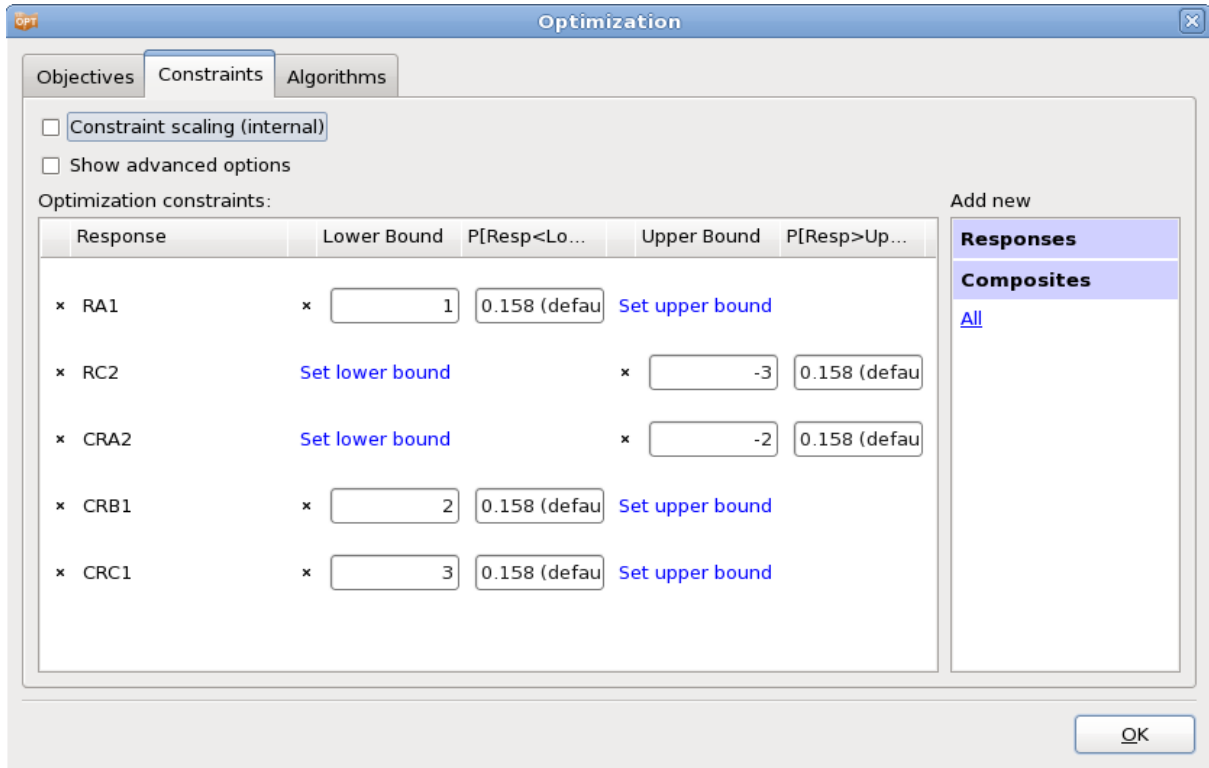 OPT Optimization
Objectives Constraints Algorithms
Constraint scaling (internal)
Show advanced options
Optimization constraints: Add new
Response Lower Bound P[Resp<Lo... Upper Bound P[Resp>Up... Responses
Composites
All
RA1 1 0.158 (defau Set upper bound
RC2 Set lower bound -3 0.158 (defau
CRA2 Set lower bound -2 0.158 (defau
CRB1 2 0.158 (defau Set upper bound
CRC1 3 0.158 (defau Set upper bound
OK